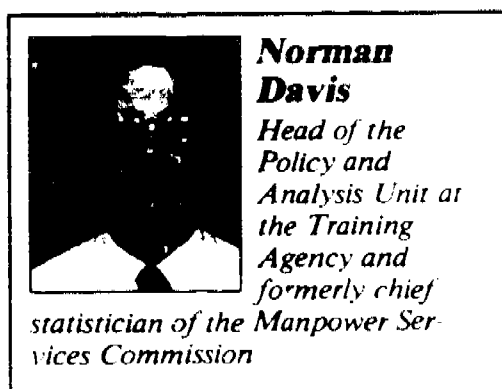 Norman
Davis
Head of the
Policy and
Analysis Unit at
the Training
Agency and
formerly chief
statistician of the Manpower Ser-
vices Commission